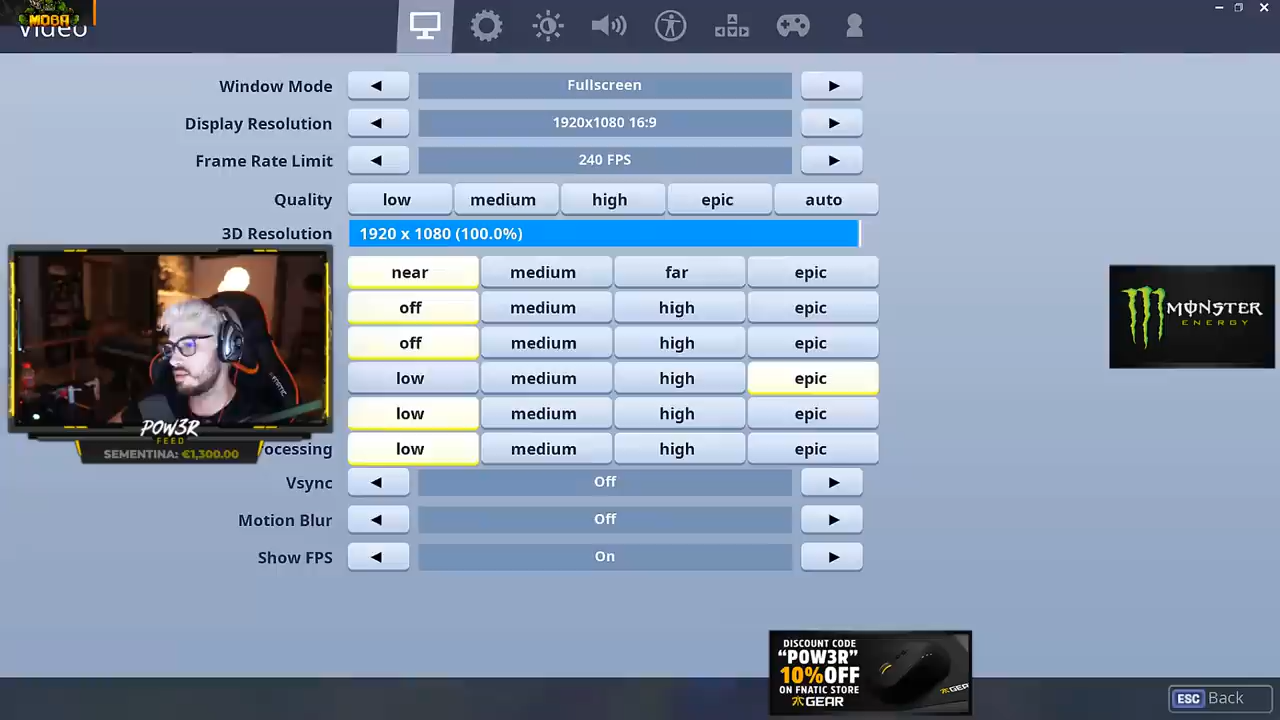 MOBA
Video
Window Mode
Fullscreen
Display Resolution
1920x1080 16:9
Frame Rate Limit
240 FPS
Quality
low medium high epic auto
3D Resolution
1920 x 1080 (100.0%)
near medium far epic
off medium high epic
off medium high epic
low medium high epic
low medium high epic
ocessing
low medium high epic
Vsync
Off
Motion Blur
Off
Show FPS
On
POW3R
FEED
SEMENTINA: €1,300.00
MONSTER
ENERGY
DISCOUNT CODE
"POW3R"
10%OFF
ON FNATIC STORE
GEAR
GEAR
ESC Back